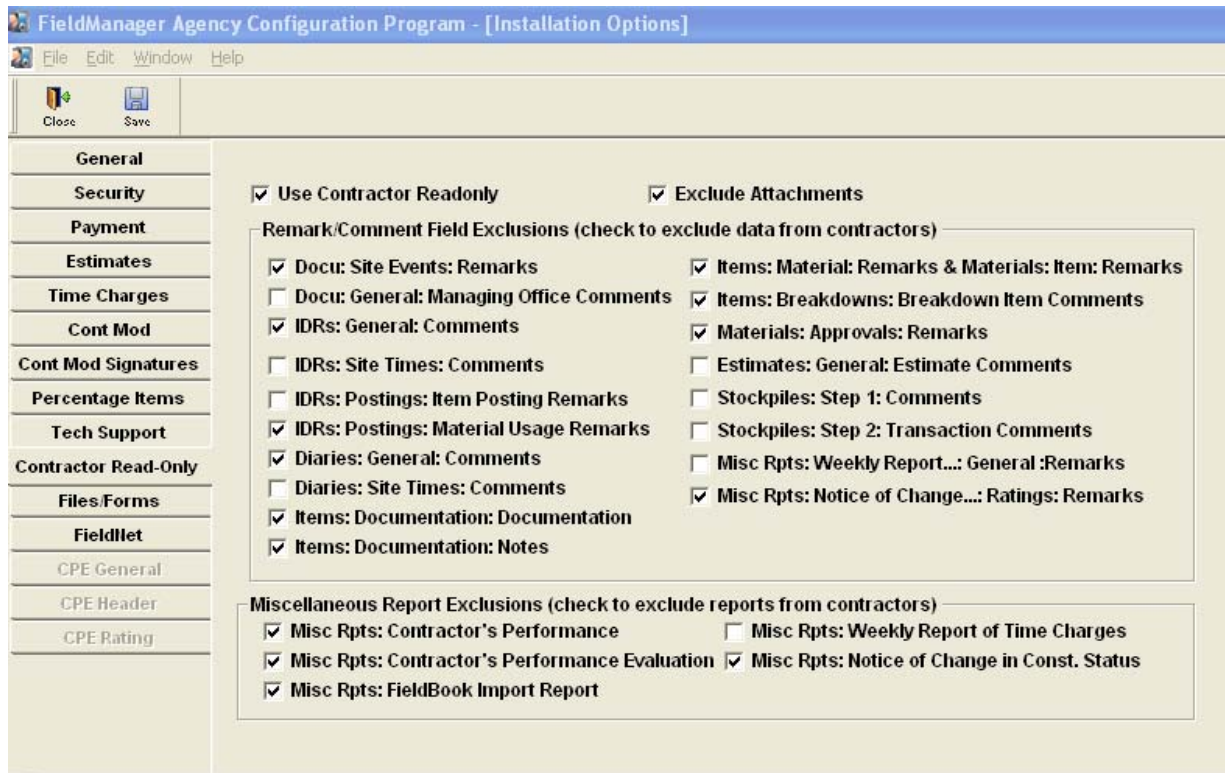 FieldManager Agency Configuration Program - [Installation Options]
File Edit Window Help
Close Save
General
Security
Payment
Estimates
Time Charges
Cont Mod
Cont Mod Signatures
Percentage Items
Tech Support
Contractor Read-Only
Files/Forms
FieldNet
CPE General
CPE Header
CPE Rating
Use Contractor Readonly
Exclude Attachments
Remark/Comment Field Exclusions (check to exclude data from contractors)
Docu: Site Events: Remarks
Docu: General: Managing Office Comments
IDRs: General: Comments
IDRs: Site Times: Comments
IDRs: Postings: Item Posting Remarks
IDRs: Postings: Material Usage Remarks
Diaries: General: Comments
Diaries: Site Times: Comments
Items: Documentation: Documentation
Items: Documentation: Notes
Items: Material: Remarks & Materials: Item: Remarks
Items: Breakdowns: Breakdown Item Comments
Materials: Approvals: Remarks
Estimates: General: Estimate Comments
Stockpiles: Step 1: Comments
Stockpiles: Step 2: Transaction Comments
Misc Rpts: Weekly Report...: General :Remarks
Misc Rpts: Notice of Change...: Ratings: Remarks
Miscellaneous Report Exclusions (check to exclude reports from contractors)
Misc Rpts: Contractor's Performance
Misc Rpts: Contractor's Performance Evaluation
Misc Rpts: FieldBook Import Report
Misc Rpts: Weekly Report of Time Charges
Misc Rpts: Notice of Change in Const. Status